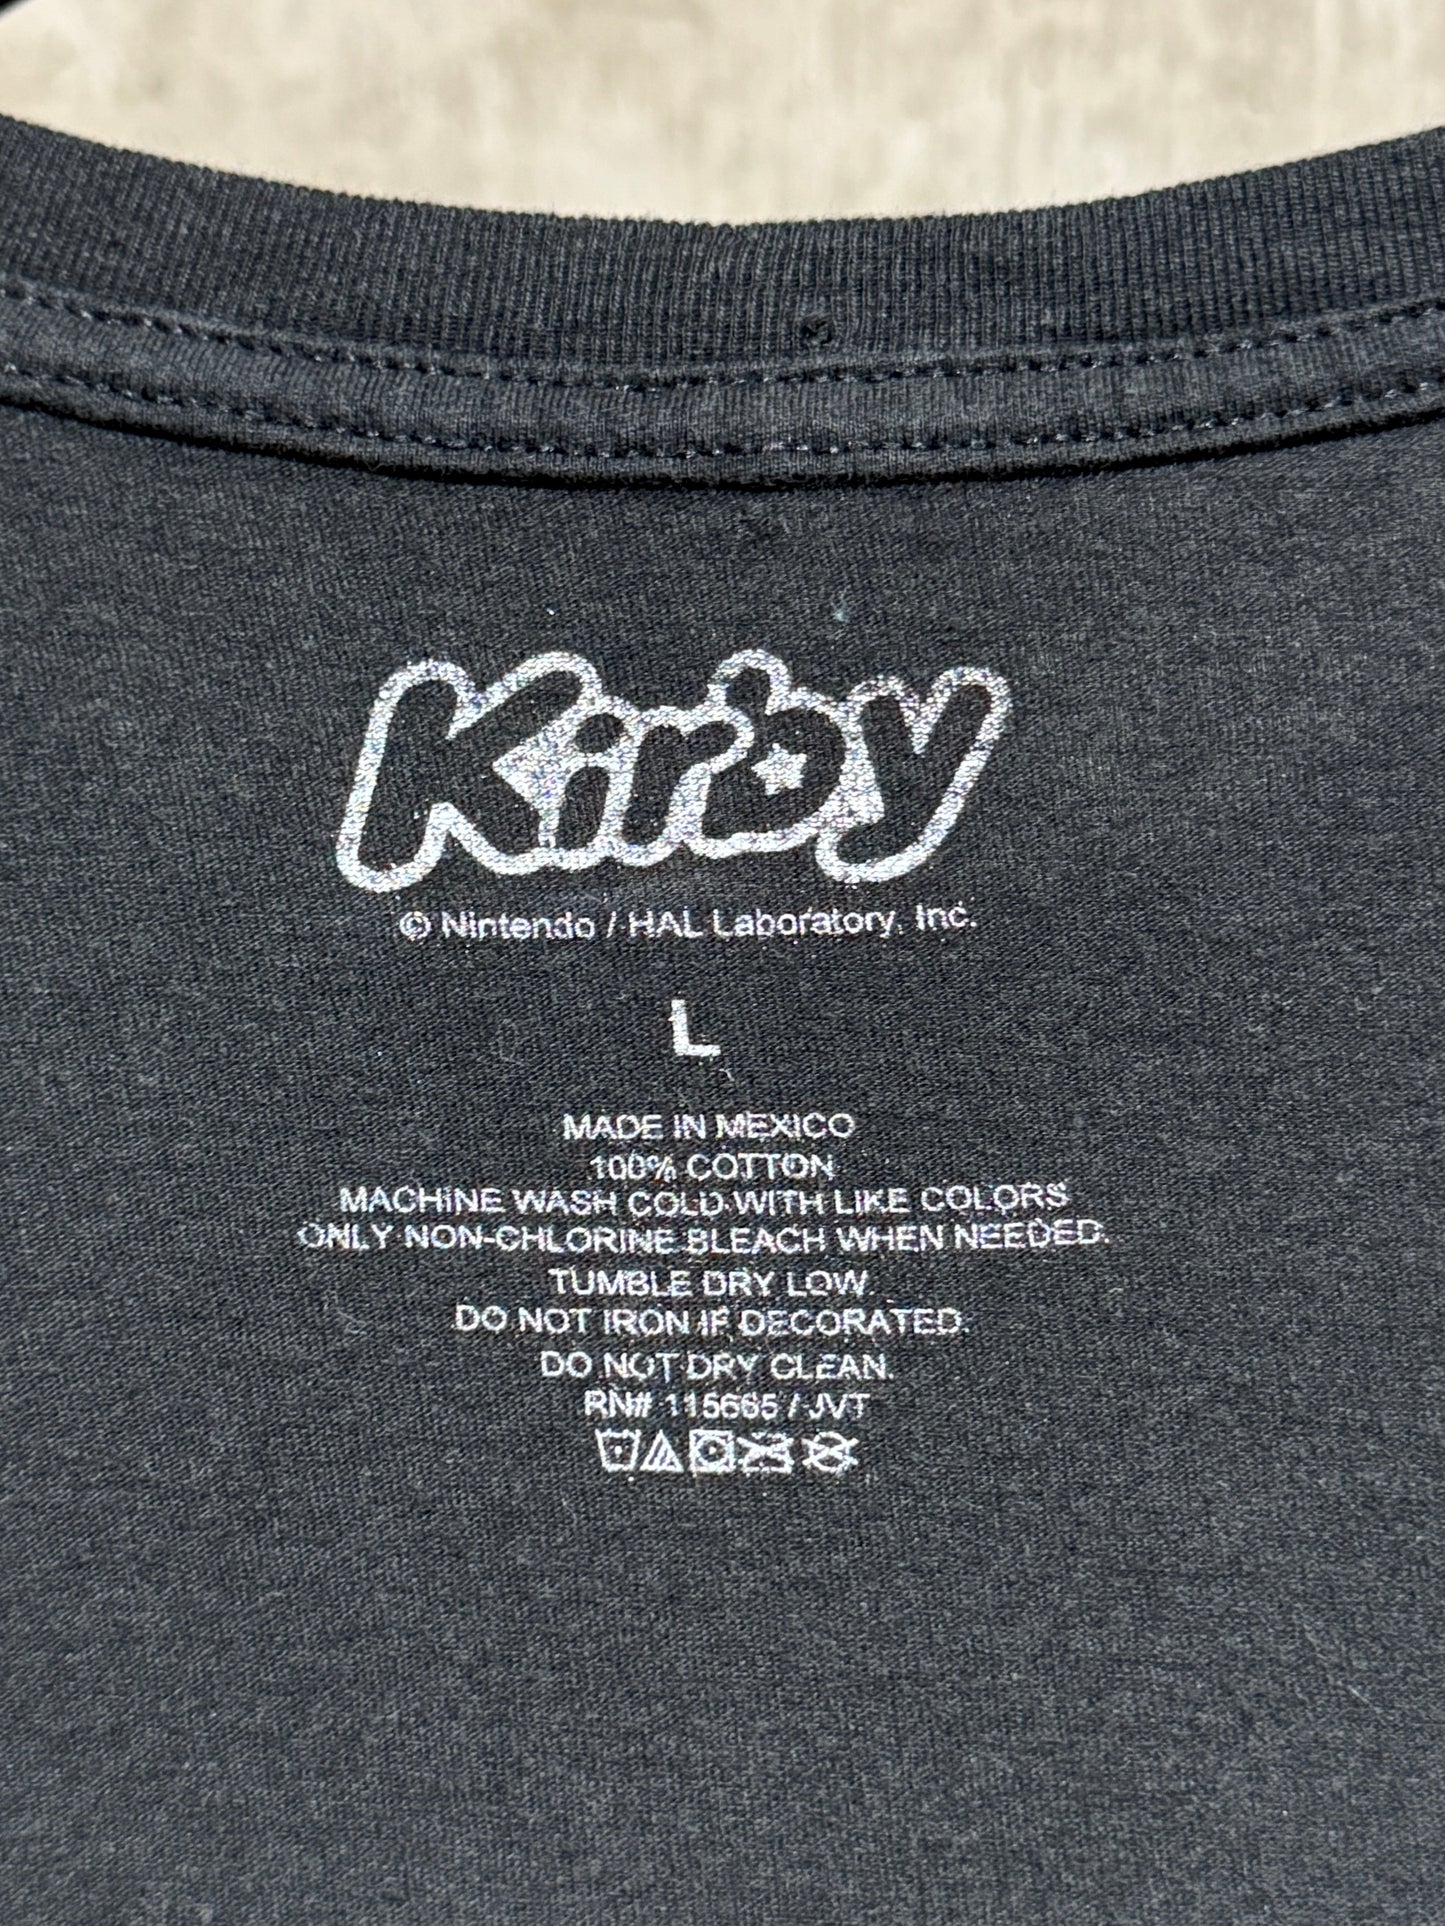 Kirby
© Nintendo / HAL Laboratory, Inc.
L
MADE IN MEXICO
100% COTTON
MACHINE WASH COLD WITH LIKE COLORS
ONLY NON-CHLORINE BLEACH WHEN NEEDED.
TUMBLE DRY LOW.
DO NOT IRON IF DECORATED.
DO NOT DRY CLEAN.
RN# 115665 / JVT